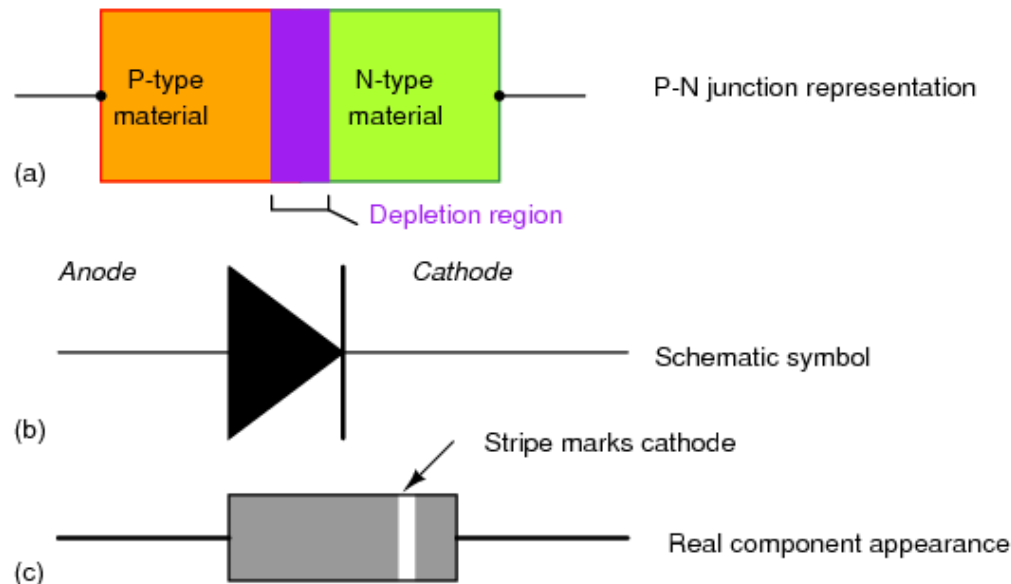 P-type
material
N-type
material
P-N junction representation
(a)
Depletion region
Anode
Cathode
Schematic symbol
(b)
Stripe marks cathode
Real component appearance
(c)